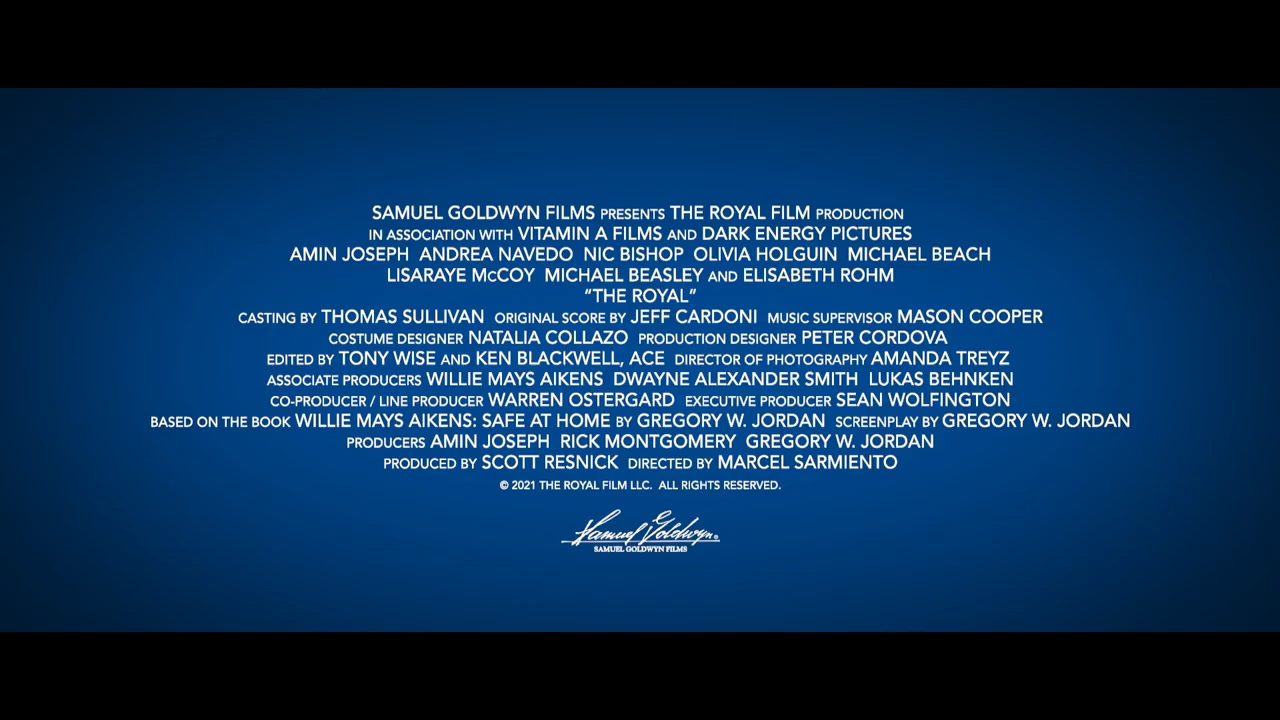 SAMUEL GOLDWYN FILMS PRESENTS THE ROYAL FILM PRODUCTION
IN ASSOCIATION WITH VITAMIN A FILMS AND DARK ENERGY PICTURES
AMIN JOSEPH ANDREA NAVEDO NIC BISHOP OLIVIA HOLGUIN MICHAEL BEACH
LISARAYE McCOY MICHAEL BEASLEY AND ELISABETH ROHM
“THE ROYAL”
CASTING BY THOMAS SULLIVAN ORIGINAL SCORE BY JEFF CARDONI MUSIC SUPERVISOR MASON COOPER
COSTUME DESIGNER NATALIA COLLAZO PRODUCTION DESIGNER PETER CORDOVA
EDITED BY TONY WISE AND KEN BLACKWELL, ACE DIRECTOR OF PHOTOGRAPHY AMANDA TREYZ
ASSOCIATE PRODUCERS WILLIE MAYS AIKENS DWAYNE ALEXANDER SMITH LUKAS BEHNKEN
CO-PRODUCER / LINE PRODUCER WARREN OSTERGARD EXECUTIVE PRODUCER SEAN WOLFINGTON
BASED ON THE BOOK WILLIE MAYS AIKENS: SAFE AT HOME BY GREGORY W. JORDAN SCREENPLAY BY GREGORY W. JORDAN
PRODUCERS AMIN JOSEPH RICK MONTGOMERY GREGORY W. JORDAN
PRODUCED BY SCOTT RESNICK DIRECTED BY MARCEL SARMIENTO
© 2021 THE ROYAL FILM LLC. ALL RIGHTS RESERVED.
Samuel Goldwyn®
SAMUEL GOLDWYN FILMS